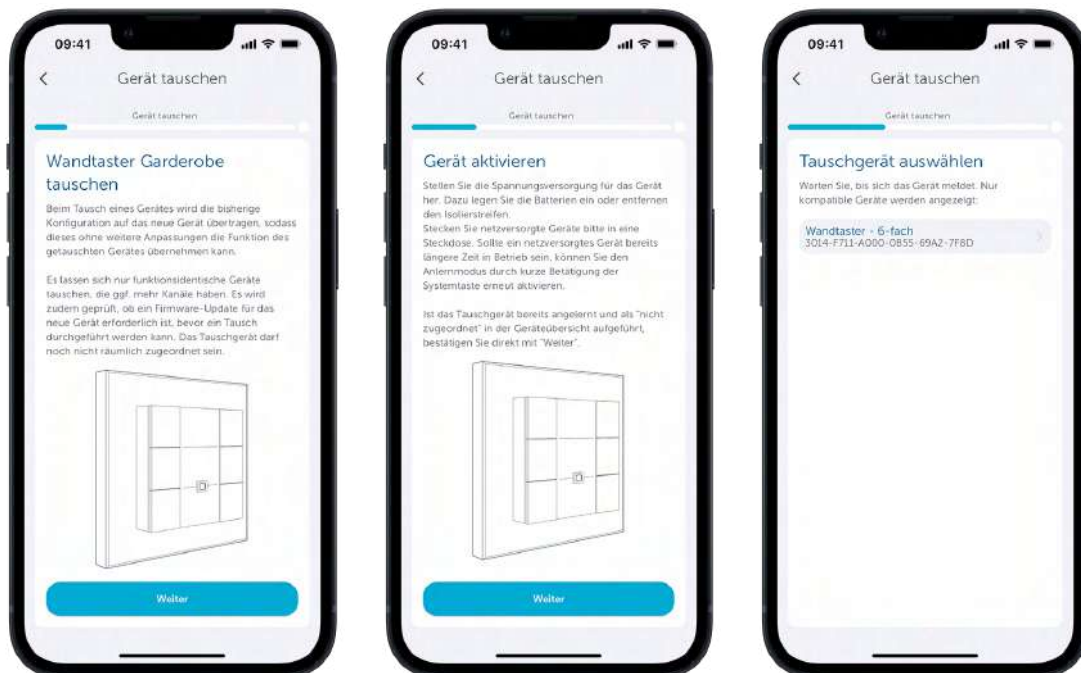 09:41
Gerät tauschen
Gerät tauschen
Wandtaster Garderobe
tauschen
Beim Tausch eines Gerätes wird die bisherige
Konfiguration auf das neue Gerät übertragen, sodass
dieses ohne weitere Anpassungen die Funktion des
getauschten Gerätes übernehmen kann.
Es lassen sich nur funktionsidentische Geräte
tauschen, die ggf. mehr Kanäle haben. Es wird
zudem geprüft, ob ein Firmware-Update für das
neue Gerät erforderlich ist, bevor ein Tausch
durchgeführt werden kann. Das Tauschgerät darf
noch nicht räumlich zugeordnet sein.
Weiter
09:41
Gerät tauschen
Gerät tauschen
Gerät aktivieren
Stellen Sie die Spannungsversorgung für das Gerät
her. Dazu legen Sie die Batterien ein oder entfernen
den Isolierstreifen.
Stecken Sie netzversorgte Geräte bitte in eine
Steckdose. Sollte ein netzversorgtes Gerät bereits
längere Zeit in Betrieb sein, können Sie den
Anlernmodus durch kurze Betätigung der
Systemtaste erneut aktivieren.
Ist das Tauschgerät bereits angelernt und als "nicht
zugeordnet" in der Geräteübersicht aufgeführt,
bestätigen Sie direkt mit "Weiter".
Weiter
09:41
Gerät tauschen
Gerät tauschen
Tauschgerät auswählen
Warten Sie, bis sich das Gerät meldet. Nur
kompatible Geräte werden angezeigt:
Wandtaster - 6-fach
3014-F711-A000-0855-69A2-7F8D